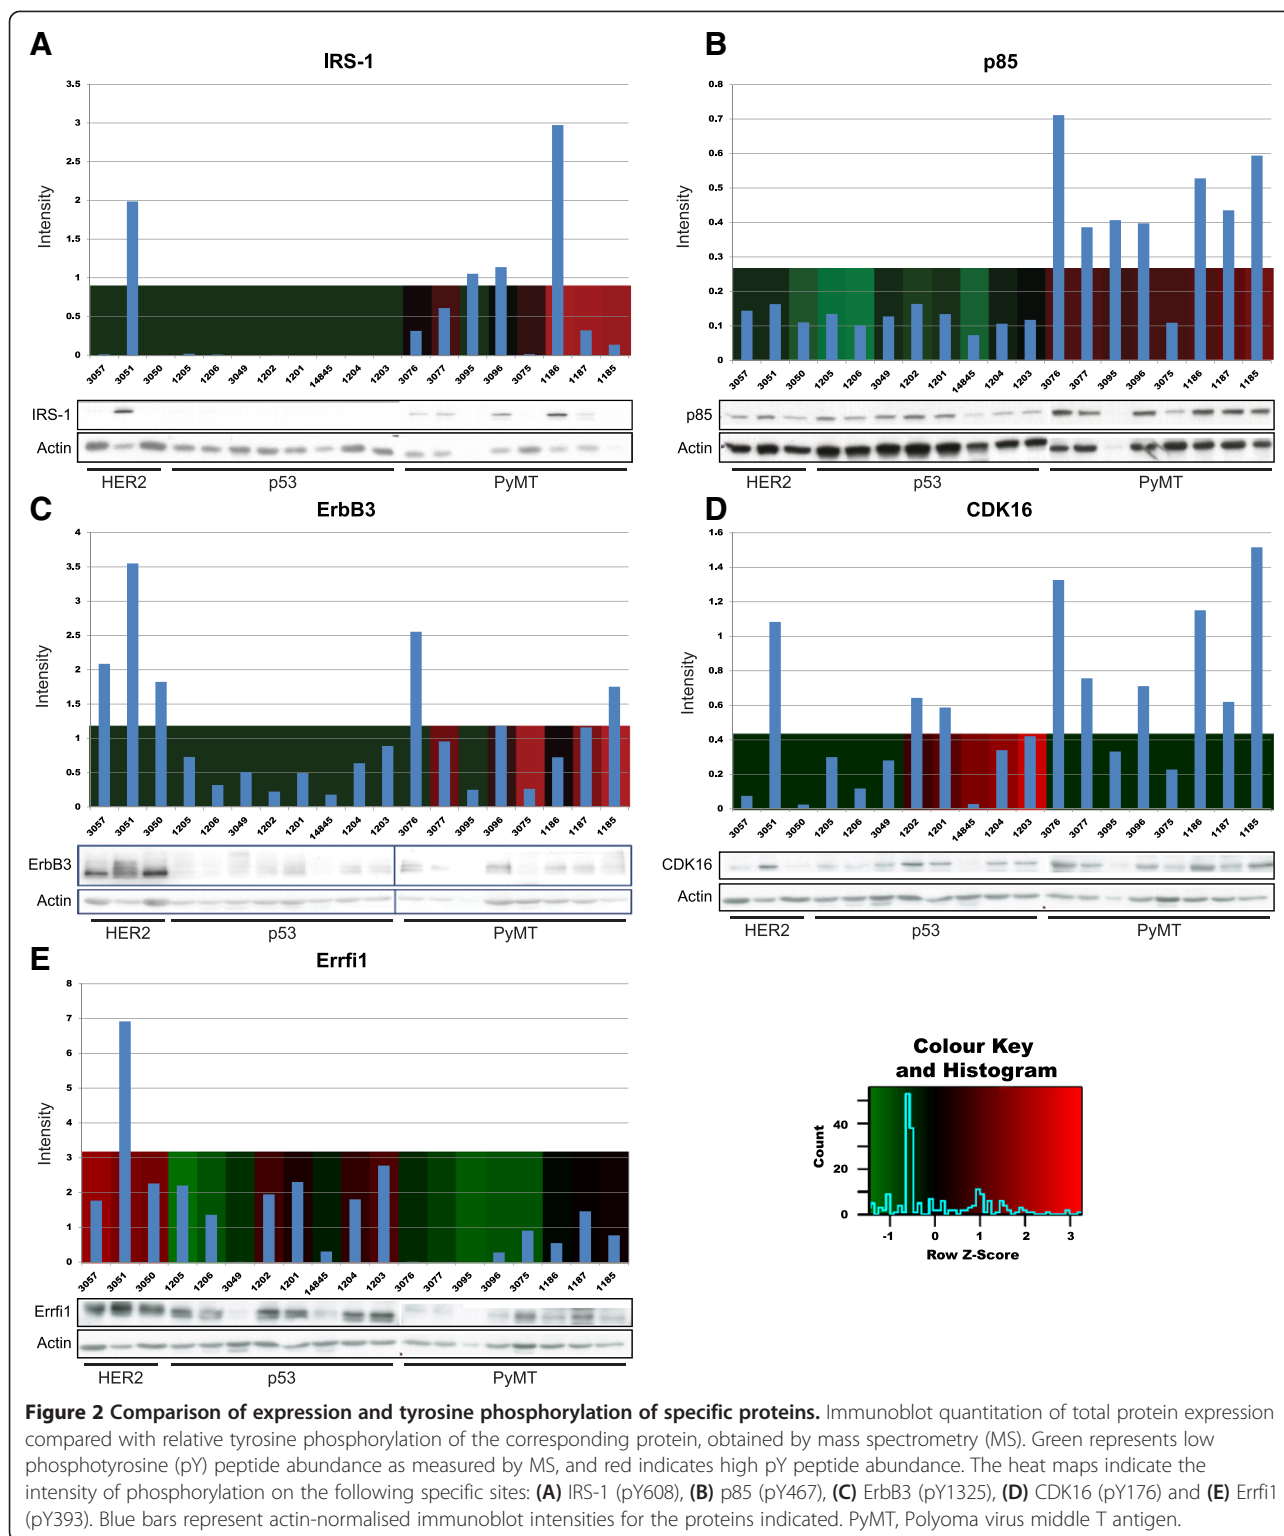 A
IRS-1
3.5
3
2.5
2
1.5
1
0.5
0
Intensity
3057 3051 3050 1205 1206 3049 1202 1201 14845 1204 1203 3076 3077 3095 3096 3075 1186 1187 1185
IRS-1
Actin
HER2 p53 PyMT
B
p85
0.8
0.7
0.6
0.5
0.4
0.3
0.2
0.1
0
Intensity
3057 3051 3050 1205 1206 3049 1202 1201 14845 1204 1203 3076 3077 3095 3096 3075 1186 1187 1185
p85
Actin
HER2 p53 PyMT
C
ErbB3
4
3.5
3
2.5
2
1.5
1
0.5
0
Intensity
3057 3051 3050 1205 1206 3049 1202 1201 14845 1204 1203 3076 3077 3095 3096 3075 1186 1187 1185
ErbB3
Actin
HER2 p53 PyMT
D
CDK16
1.6
1.4
1.2
1
0.8
0.6
0.4
0.2
0
Intensity
3057 3051 3050 1205 1206 3049 1202 1201 14845 1204 1203 3076 3077 3095 3096 3075 1186 1187 1185
CDK16
Actin
HER2 p53 PyMT
E
Errfi1
8
7
6
5
4
3
2
1
0
Intensity
3057 3051 3050 1205 1206 3049 1202 1201 14845 1204 1203 3076 3077 3095 3096 3075 1186 1187 1185
Errfi1
Actin
HER2 p53 PyMT
Colour Key
and Histogram
Count
40
20
0
-1 0 1 2 3
Row Z-Score
Figure 2 Comparison of expression and tyrosine phosphorylation of specific proteins. Immunoblot quantitation of total protein expression
compared with relative tyrosine phosphorylation of the corresponding protein, obtained by mass spectrometry (MS). Green represents low
phosphotyrosine (pY) peptide abundance as measured by MS, and red indicates high pY peptide abundance. The heat maps indicate the
intensity of phosphorylation on the following specific sites: (A) IRS-1 (pY608), (B) p85 (pY467), (C) ErbB3 (pY1325), (D) CDK16 (pY176) and (E) Errfi1
(pY393). Blue bars represent actin-normalised immunoblot intensities for the proteins indicated. PyMT, Polyoma virus middle T antigen.